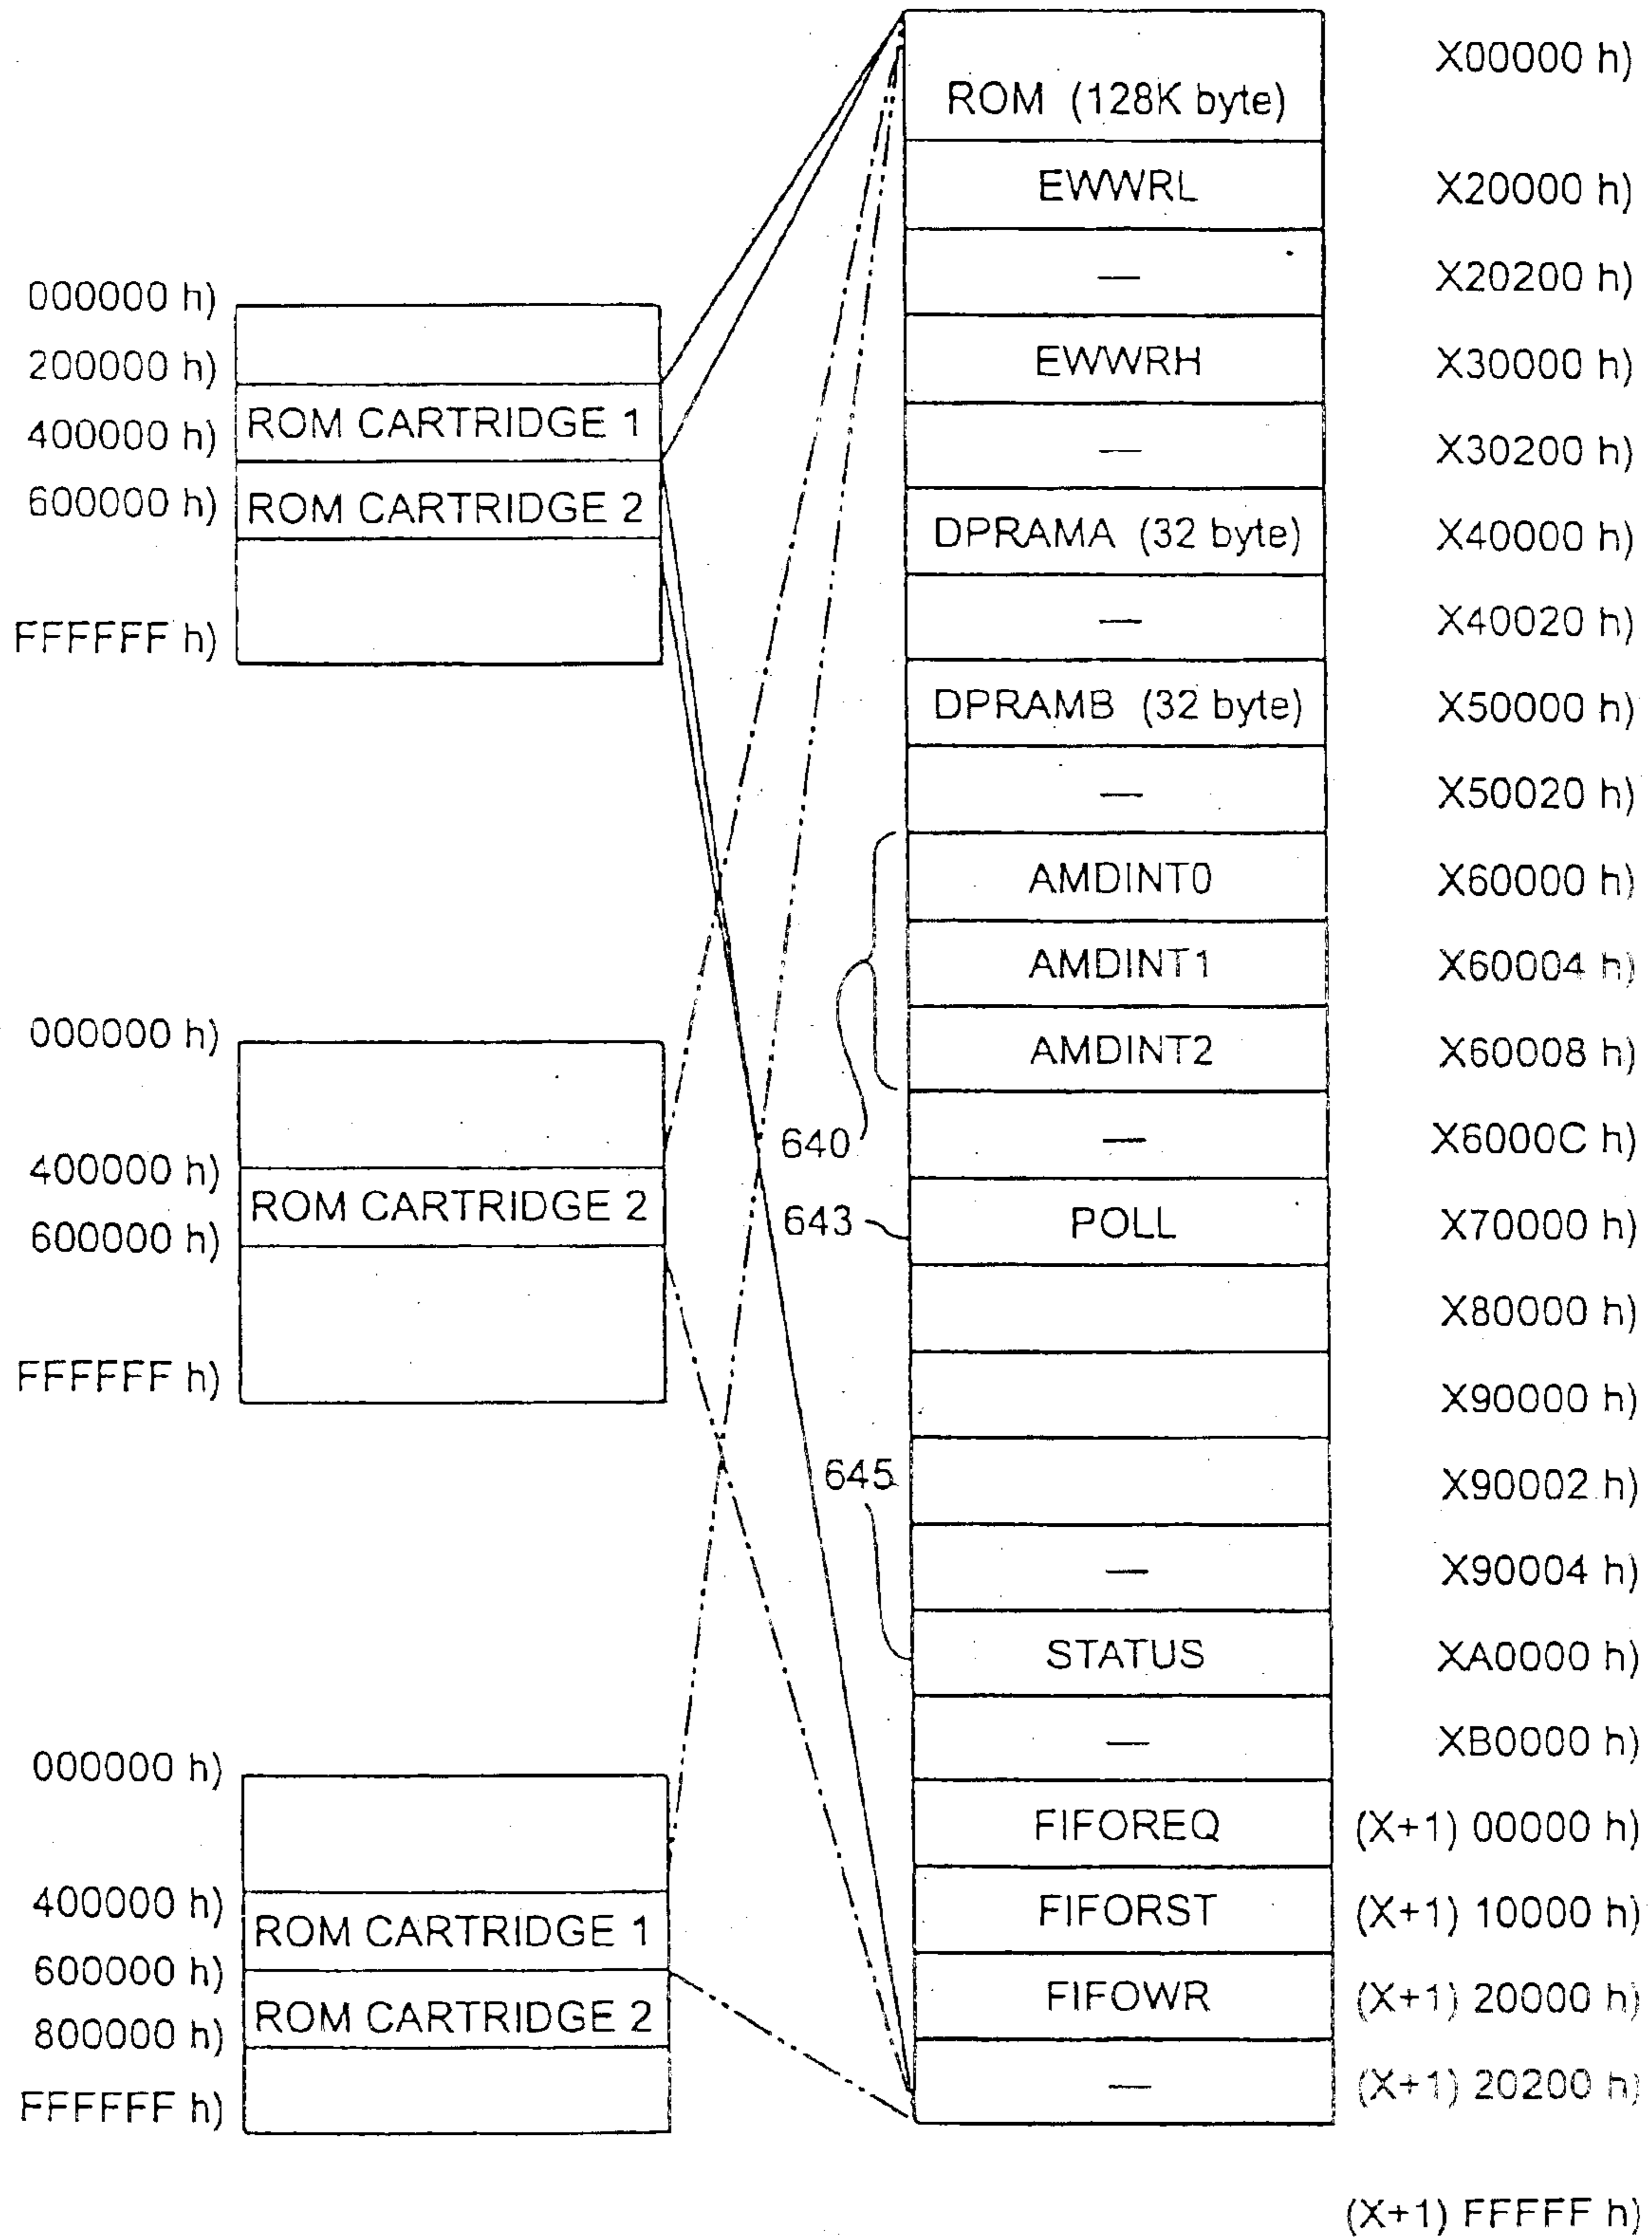 000000 h)
200000 h)
400000 h)
600000 h)
FFFFFF h)
ROM CARTRIDGE 1
ROM CARTRIDGE 2
000000 h)
400000 h)
600000 h)
FFFFFF h)
ROM CARTRIDGE 2
000000 h)
400000 h)
600000 h)
800000 h)
FFFFFF h)
ROM CARTRIDGE 1
ROM CARTRIDGE 2
ROM (128K byte) X00000 h)
EWWRL X20000 h)
— X20200 h)
EWWRH X30000 h)
— X30200 h)
DPRAMA (32 byte) X40000 h)
— X40020 h)
DPRAMB (32 byte) X50000 h)
— X50020 h)
AMDINT0 X60000 h)
AMDINT1 X60004 h)
AMDINT2 X60008 h)
640 — X6000C h)
643 POLL X70000 h)
X80000 h)
X90000 h)
645 X90002 h)
— X90004 h)
STATUS XA0000 h)
— XB0000 h)
FIFOREQ (X+1) 00000 h)
FIFORST (X+1) 10000 h)
FIFOWR (X+1) 20000 h)
— (X+1) 20200 h)
(X+1) FFFFF h)